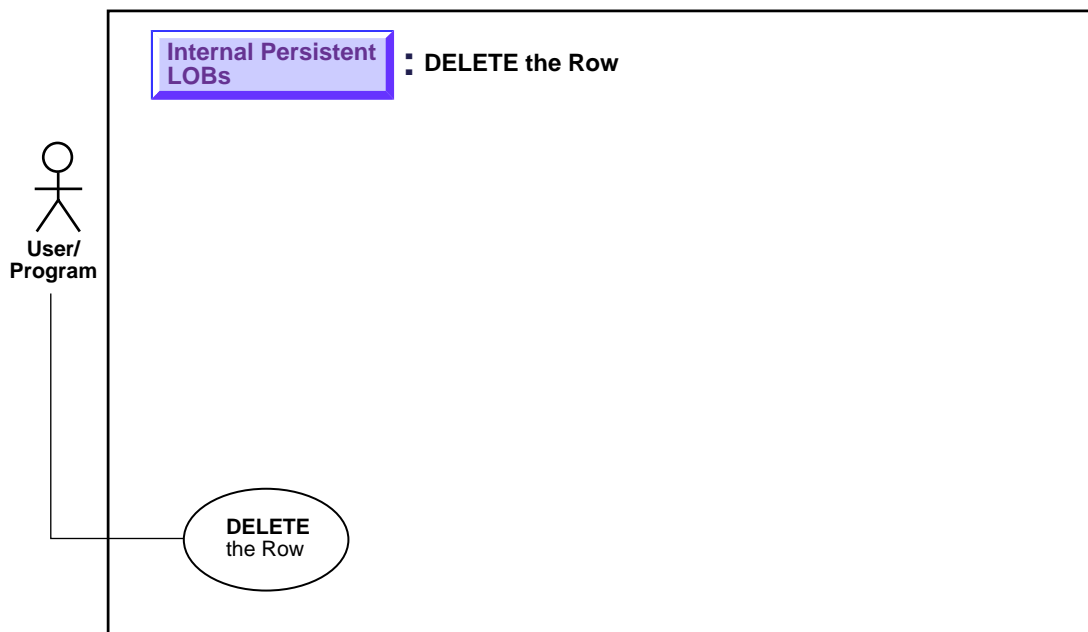 Internal Persistent
LOBs
: DELETE the Row
User/
Program
DELETE
the Row